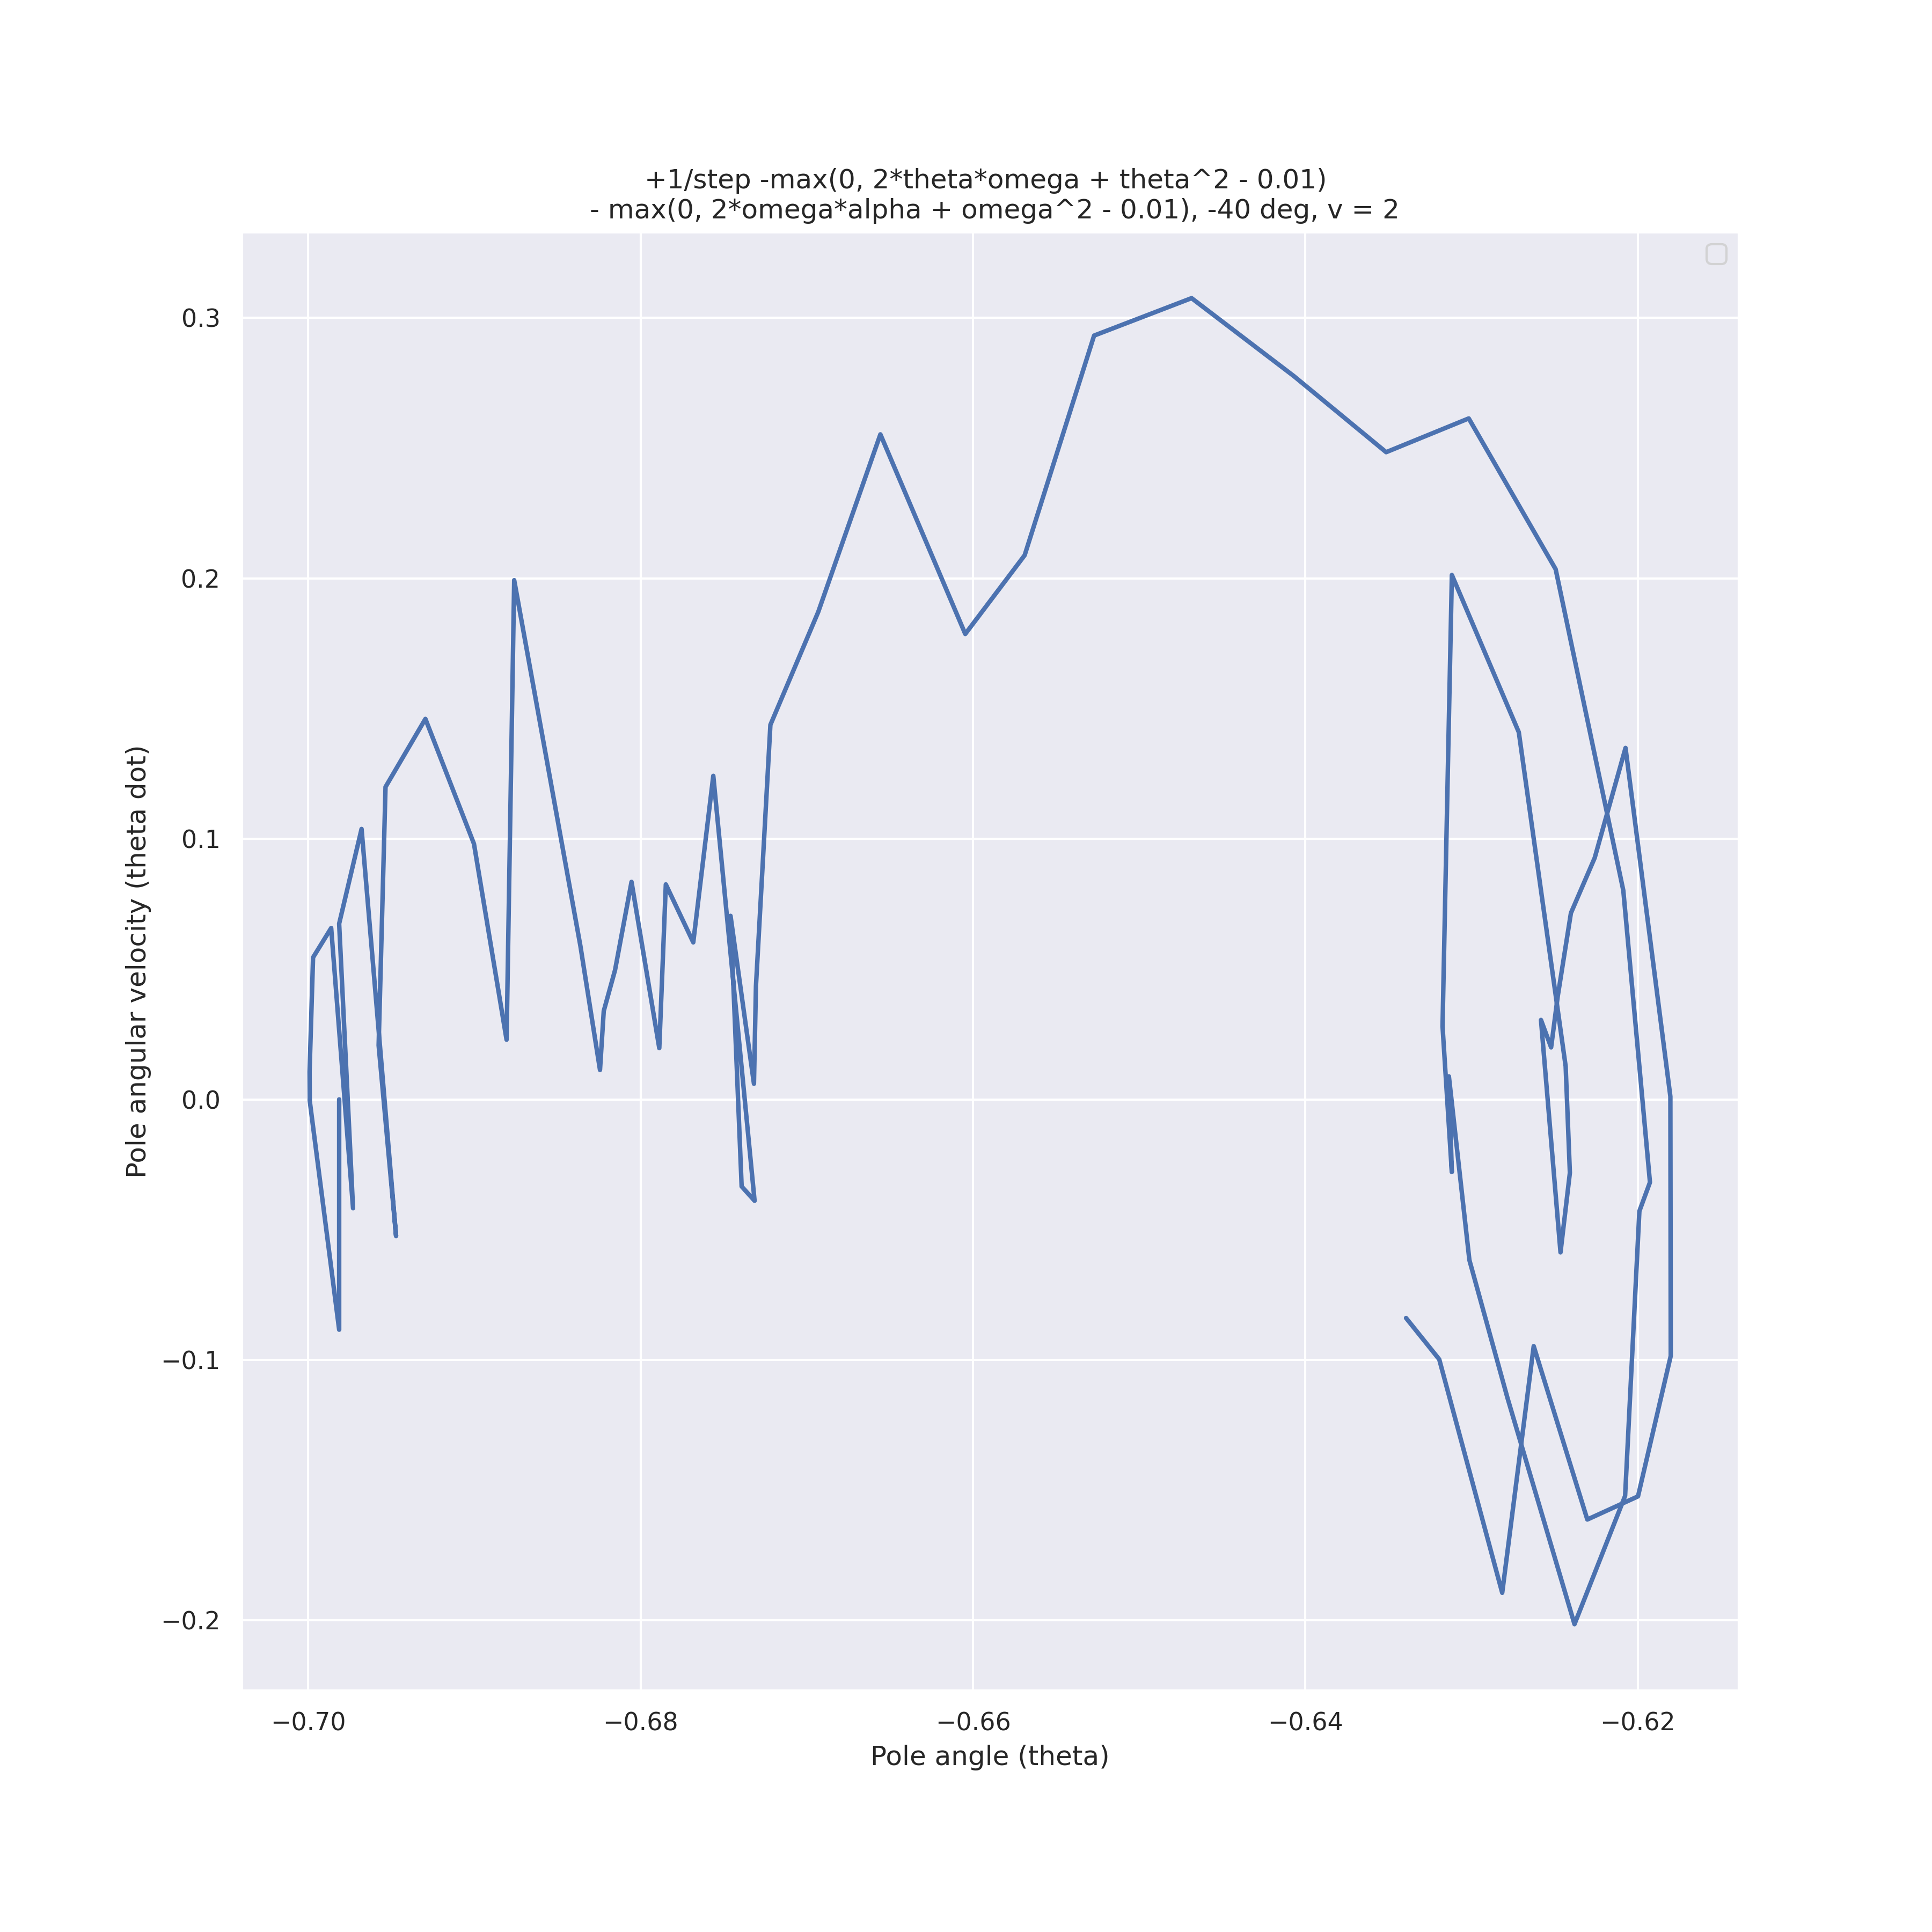 +1/step -max(0, 2*theta*omega + theta^2 - 0.01)
- max(0, 2*omega*alpha + omega^2 - 0.01), -40 deg, v = 2
0.3
0.2
0.1
0.0
−0.1
−0.2
Pole angular velocity (theta dot)
−0.70
−0.68
−0.66
−0.64
−0.62
Pole angle (theta)